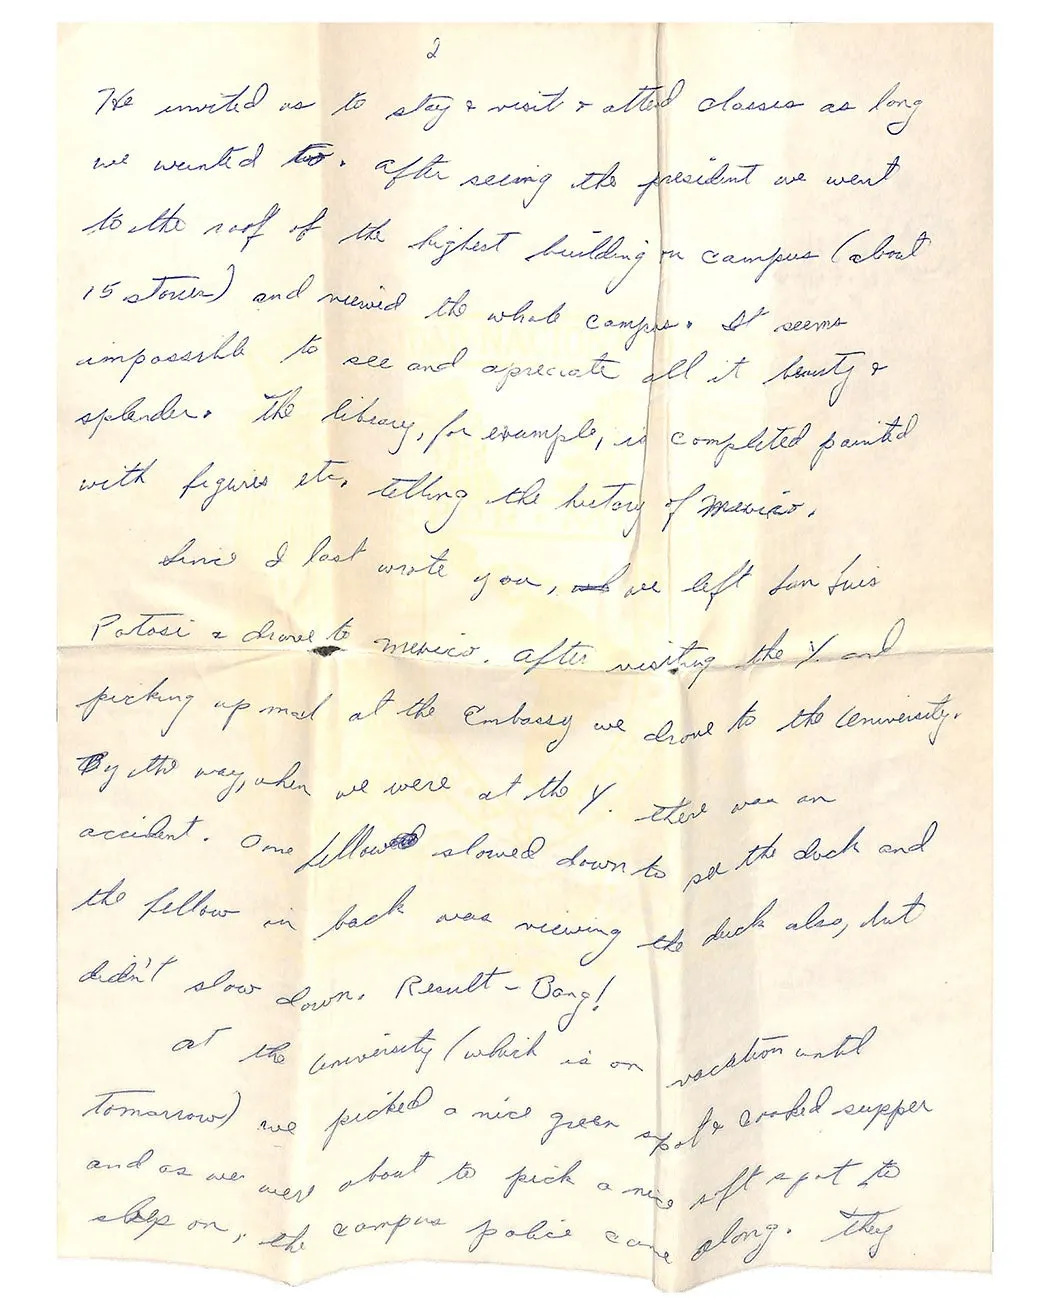 2
He invited us to stay & visit & attend classes as long
we wanted to. After seeing the president we went
to the roof of the highest building on campus (about
15 stories) and viewed the whole campus. It seems
impossible to see and apreciate all it beauty &
splender. The library, for example, is completed painted
with figures etc. telling the history of Mexico.
Since I last wrote you, we left San Luis
Potosi & drove to Mexico. After visiting the Y. and
picking up mail at the Embassy we drove to the University.
By the way, when we were at the Y. there was an
accident. One fellow slowed down to see the duck and
the fellow in back was viewing the duck also, but
didn't slow down. Result - Bang!
At the University (which is on vacation until
tomarrow) we picked a nice green spot & cooked supper
and as we were about to pick a nice soft spot to
sleep on, the campus police came along. They